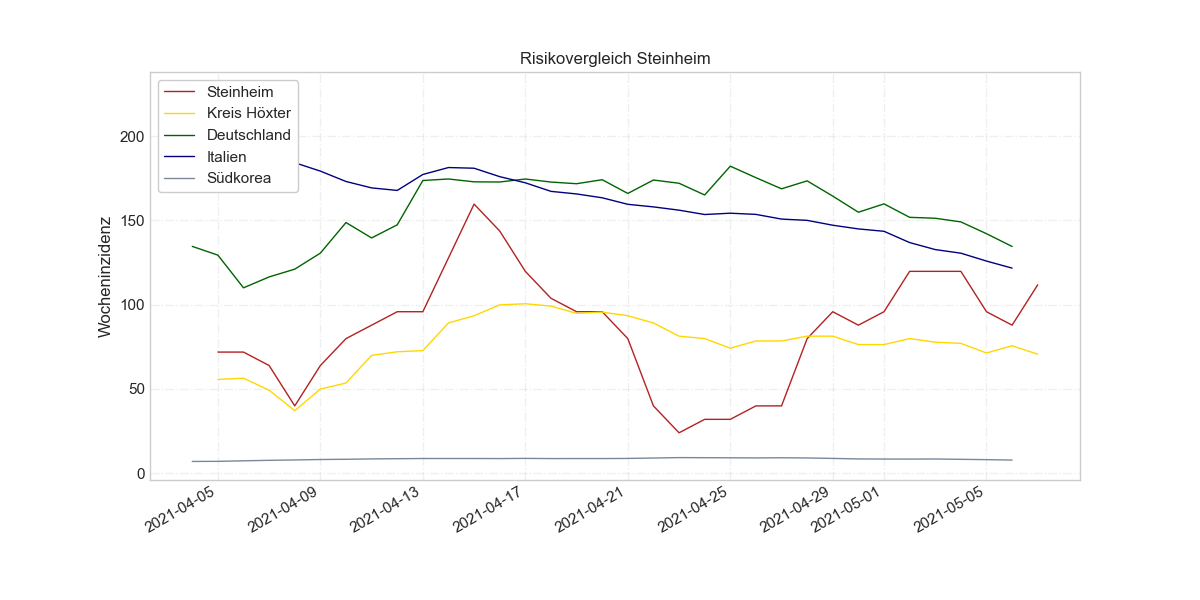 Risikovergleich Steinheim
Steinheim
Kreis Höxter
Deutschland
Italien
Südkorea
Wocheninzidenz
200
150
100
50
0
2021-04-05
2021-04-09
2021-04-13
2021-04-17
2021-04-21
2021-04-25
2021-04-29
2021-05-01
2021-05-05